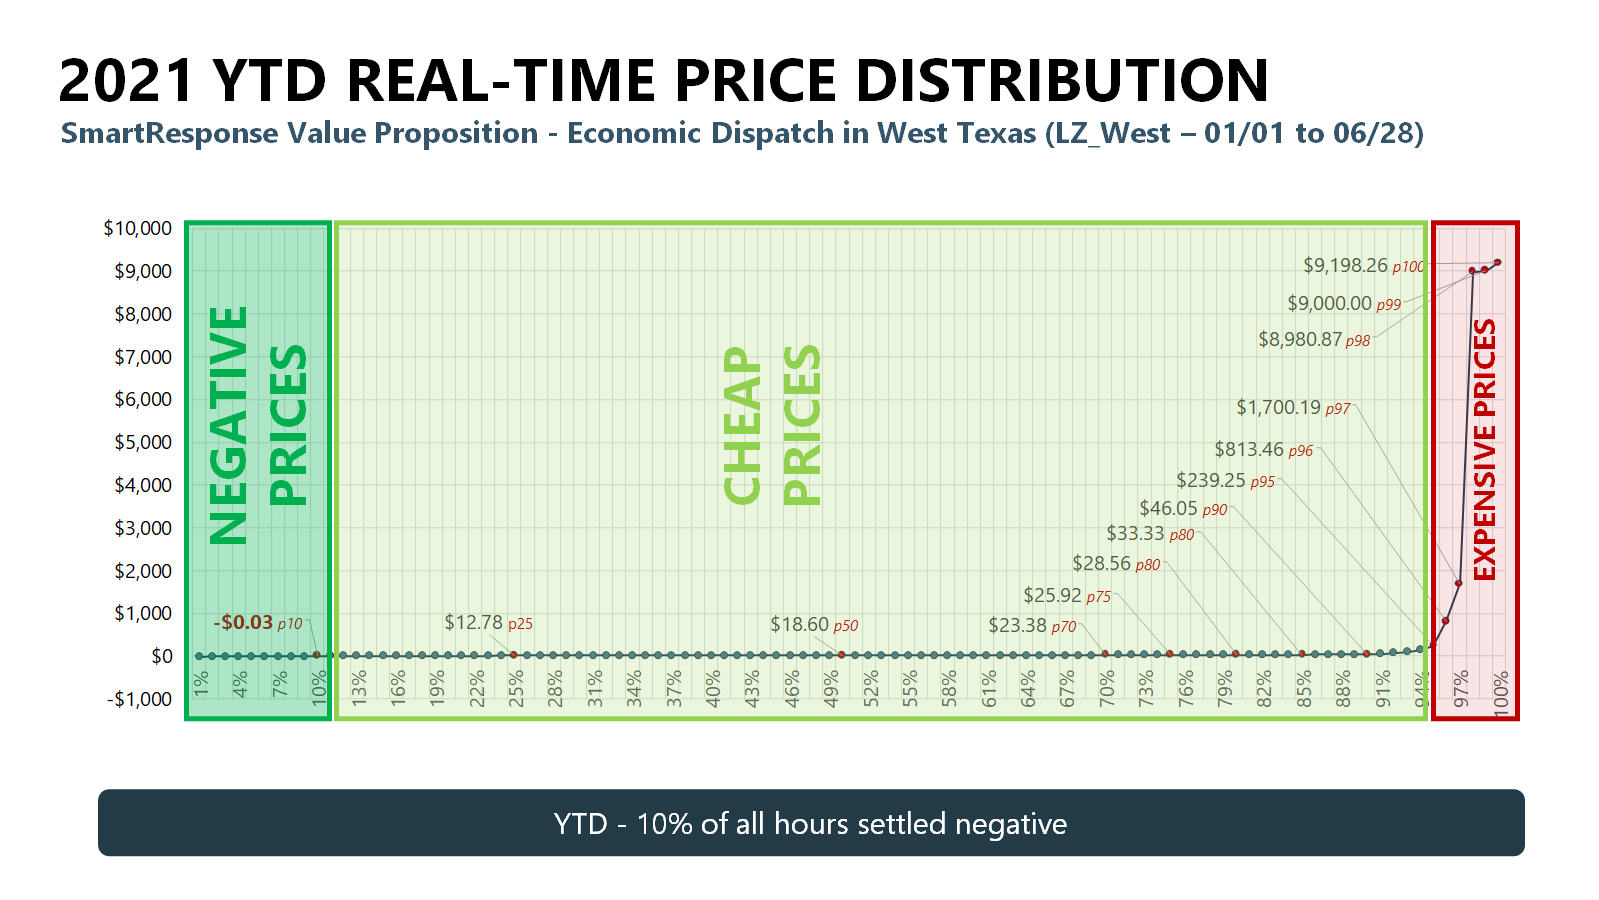 2021 YTD REAL-TIME PRICE DISTRIBUTION
SmartResponse Value Proposition - Economic Dispatch in West Texas (LZ_West – 01/01 to 06/28)
$10,000
$9,000
$8,000
$7,000
$6,000
$5,000
$4,000
$3,000
$2,000
$1,000
$0
-$1,000
NEGATIVE
PRICES
CHEAP
PRICES
EXPENSIVE PRICES
$9,198.26 p100
$9,000.00 p99
$8,980.87 p98
$1,700.19 p97
$813.46 p96
$239.25 p95
$46.05 p90
$33.33 p80
$28.56 p80
$25.92 p75
$23.38 p70
$18.60 p50
$12.78 p25
-$0.03 p10
1%
4%
7%
10%
13%
16%
19%
22%
25%
28%
31%
34%
37%
40%
43%
46%
49%
52%
55%
58%
61%
64%
67%
70%
73%
76%
79%
82%
85%
88%
91%
94%
97%
100%
YTD - 10% of all hours settled negative